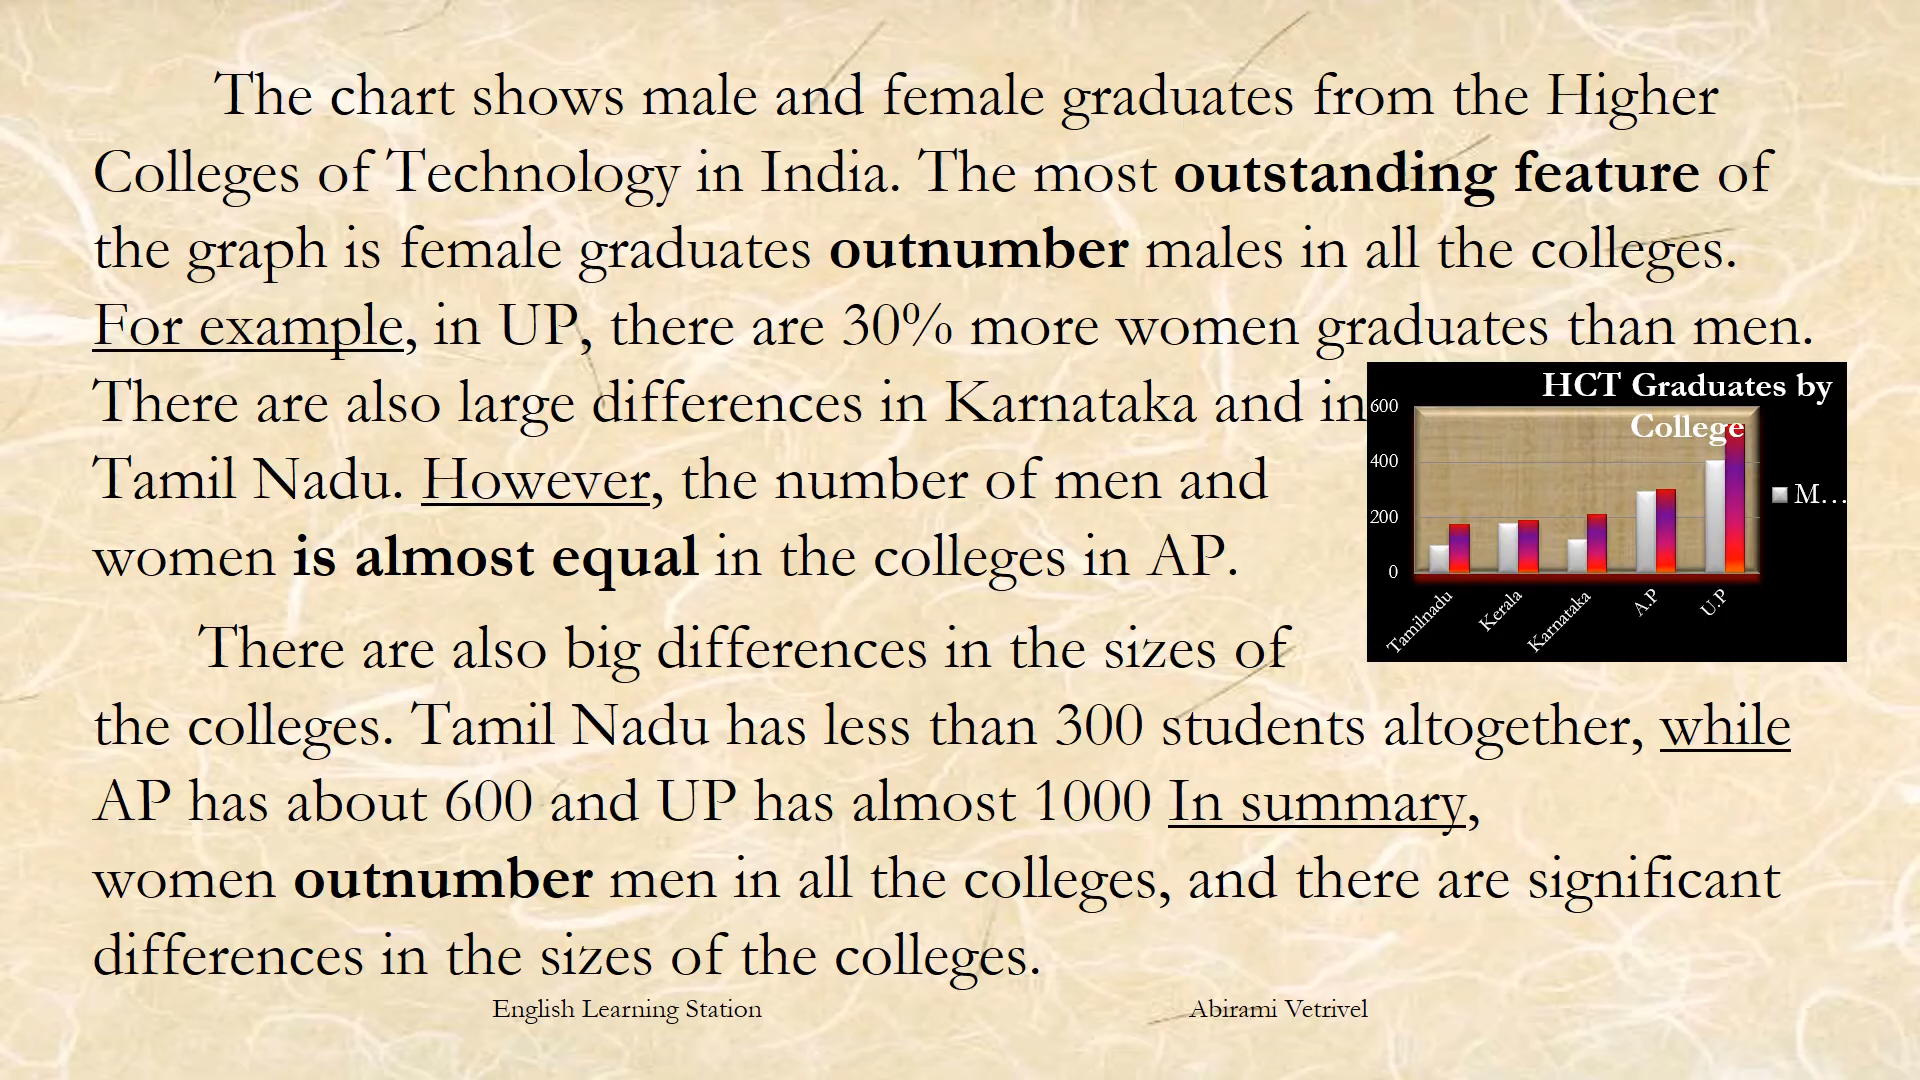 The chart shows male and female graduates from the Higher
Colleges of Technology in India. The most outstanding feature of
the graph is female graduates outnumber males in all the colleges.
For example, in UP, there are 30% more women graduates than men.
There are also large differences in Karnataka and in
Tamil Nadu. However, the number of men and
women is almost equal in the colleges in AP.
There are also big differences in the sizes of
the colleges. Tamil Nadu has less than 300 students altogether, while
AP has about 600 and UP has almost 1000 In summary,
women outnumber men in all the colleges, and there are significant
differences in the sizes of the colleges.
HCT Graduates by
College
600
400
200
0
Tamilnadu
Kerala
Karnataka
A.P
U.P
M…
English Learning Station
Abirami Vetrivel